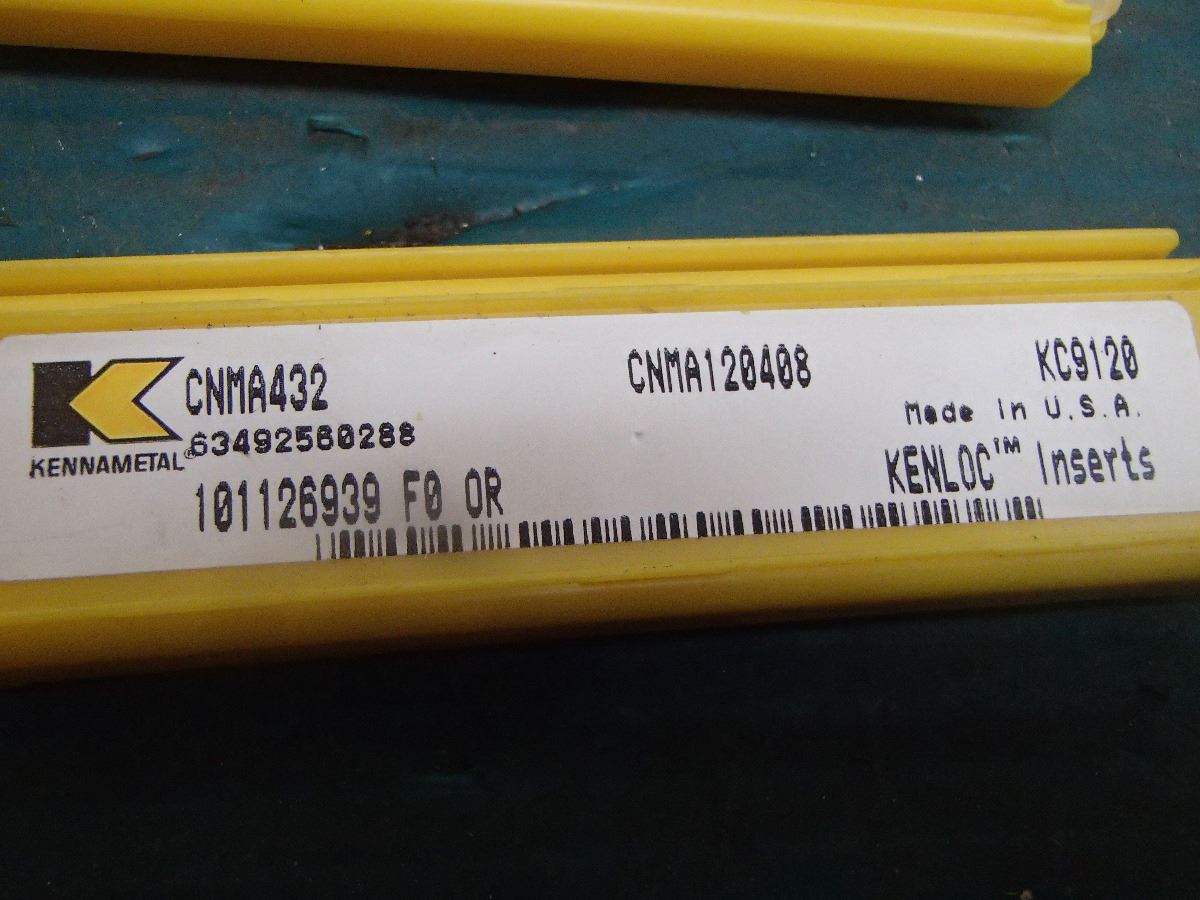 CNMA432 CNMA120408 KC9120
63492560288 Made In U.S.A.
KENNAMETAL® KENLOC™ Inserts
101126939 F0 OR